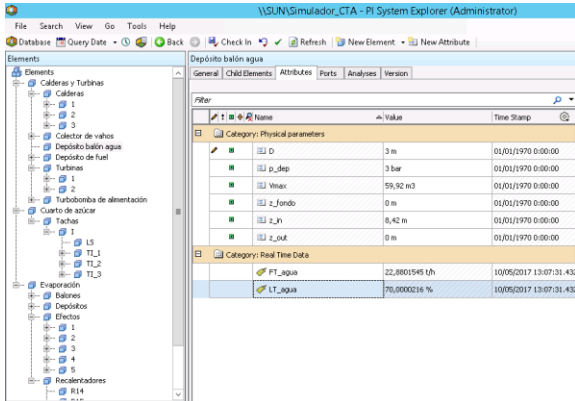 \\SUN\Simulador_CTA - PI System Explorer (Administrator)
File Search View Go Tools Help
Database Query Date Back Check In Refresh New Element New Attribute
Elements
Elements
Calderas y Turbinas
Calderas
1
2
3
Colector de vahos
Depósito balón agua
Depósito de fuel
Turbinas
1
2
Turbobomba de alimentación
Cuarto de azúcar
Tachas
I
LS
TI_1
TI_2
TI_3
Evaporación
Balones
Depósitos
Efectos
1
2
3
4
5
Recalentadores
R14
Depósito balón agua
General Child Elements Attributes Ports Analyses Version
Filter
Name Value Time Stamp
Category: Physical parameters
D 3 m 01/01/1970 0:00:00
p_dep 3 bar 01/01/1970 0:00:00
Vmax 59,92 m3 01/01/1970 0:00:00
z_fondo 0 m 01/01/1970 0:00:00
z_in 8,42 m 01/01/1970 0:00:00
z_out 0 m 01/01/1970 0:00:00
Category: Real Time Data
FT_agua 22,8801545 t/h 10/05/2017 13:07:31.432
LT_agua 70,0000216 % 10/05/2017 13:07:31.432